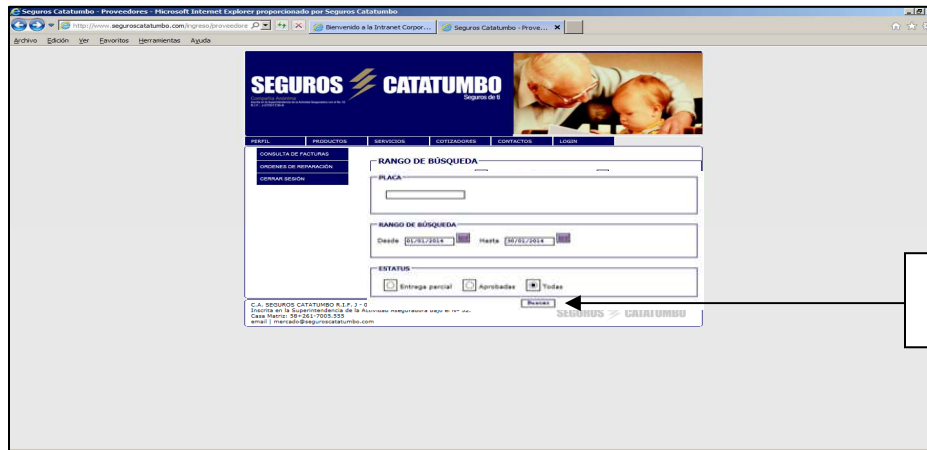 Seguros Catatumbo - Proveedores - Microsoft Internet Explorer proporcionado por Seguros Catatumbo
http://www.seguroscatatumbo.com/ingreso/proveedore
Bienvenido a la Intranet Corpor...
Seguros Catatumbo - Prove...
Archivo Edición Ver Favoritos Herramientas Ayuda
SEGUROS CATATUMBO
Seguros de ti
Compañía Anónima
PERFIL PRODUCTOS SERVICIOS COTIZADORES CONTACTOS LOGIN
CONSULTA DE FACTURAS
ORDENES DE REPARACIÓN
CERRAR SESIÓN
RANGO DE BÚSQUEDA
PLACA
RANGO DE BÚSQUEDA
Desde 01/01/2014 Hasta 30/01/2014
ESTATUS
Entrega parcial Aprobadas Todas
Buscar
C.A. SEGUROS CATATUMBO R.I.F. J - 0
Inscrita en la Superintendencia de la Actividad Aseguradora bajo el Nº 52.
Casa Matriz: 58+261-7005.555
email | mercado@seguroscatatumbo.com
SEGUROS CATATUMBO